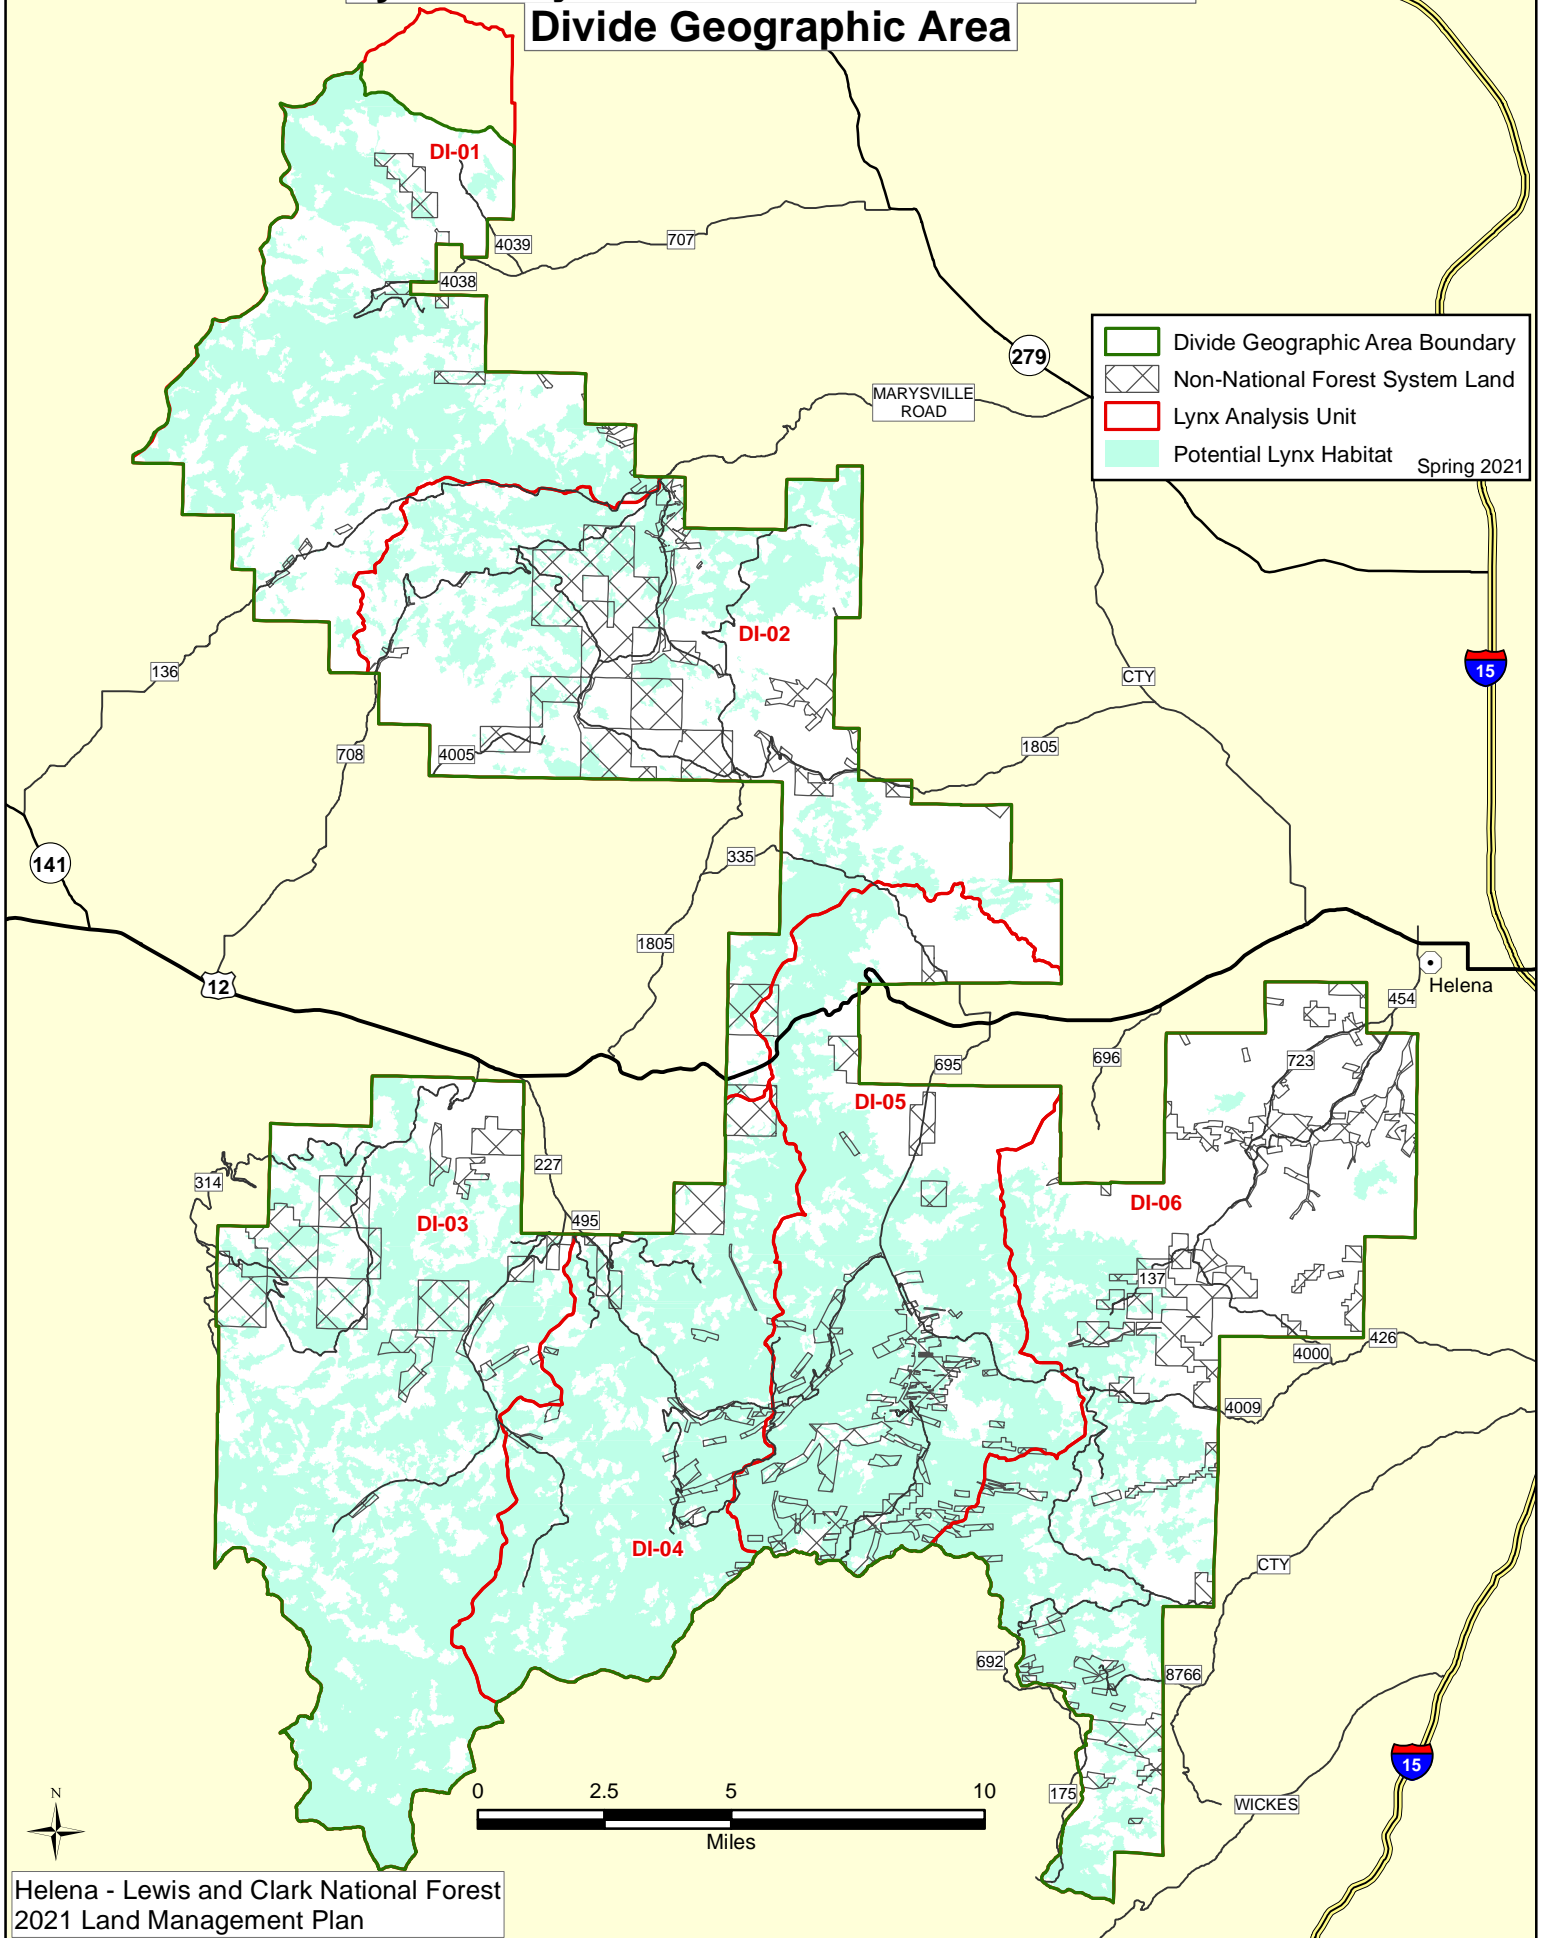 Divide Geographic Area
DI-01
4039
707
4038
279
MARYSVILLE
ROAD
Divide Geographic Area Boundary
Non-National Forest System Land
Lynx Analysis Unit
Potential Lynx Habitat
Spring 2021
DI-02
136
CTY
15
708
4005
1805
141
335
1805
12
Helena
454
695
696
723
DI-05
227
314
DI-03
495
DI-06
137
426
4000
4009
DI-04
CTY
692
8766
175
WICKES
15
N
0
2.5
5
10
Miles
Helena - Lewis and Clark National Forest
2021 Land Management Plan